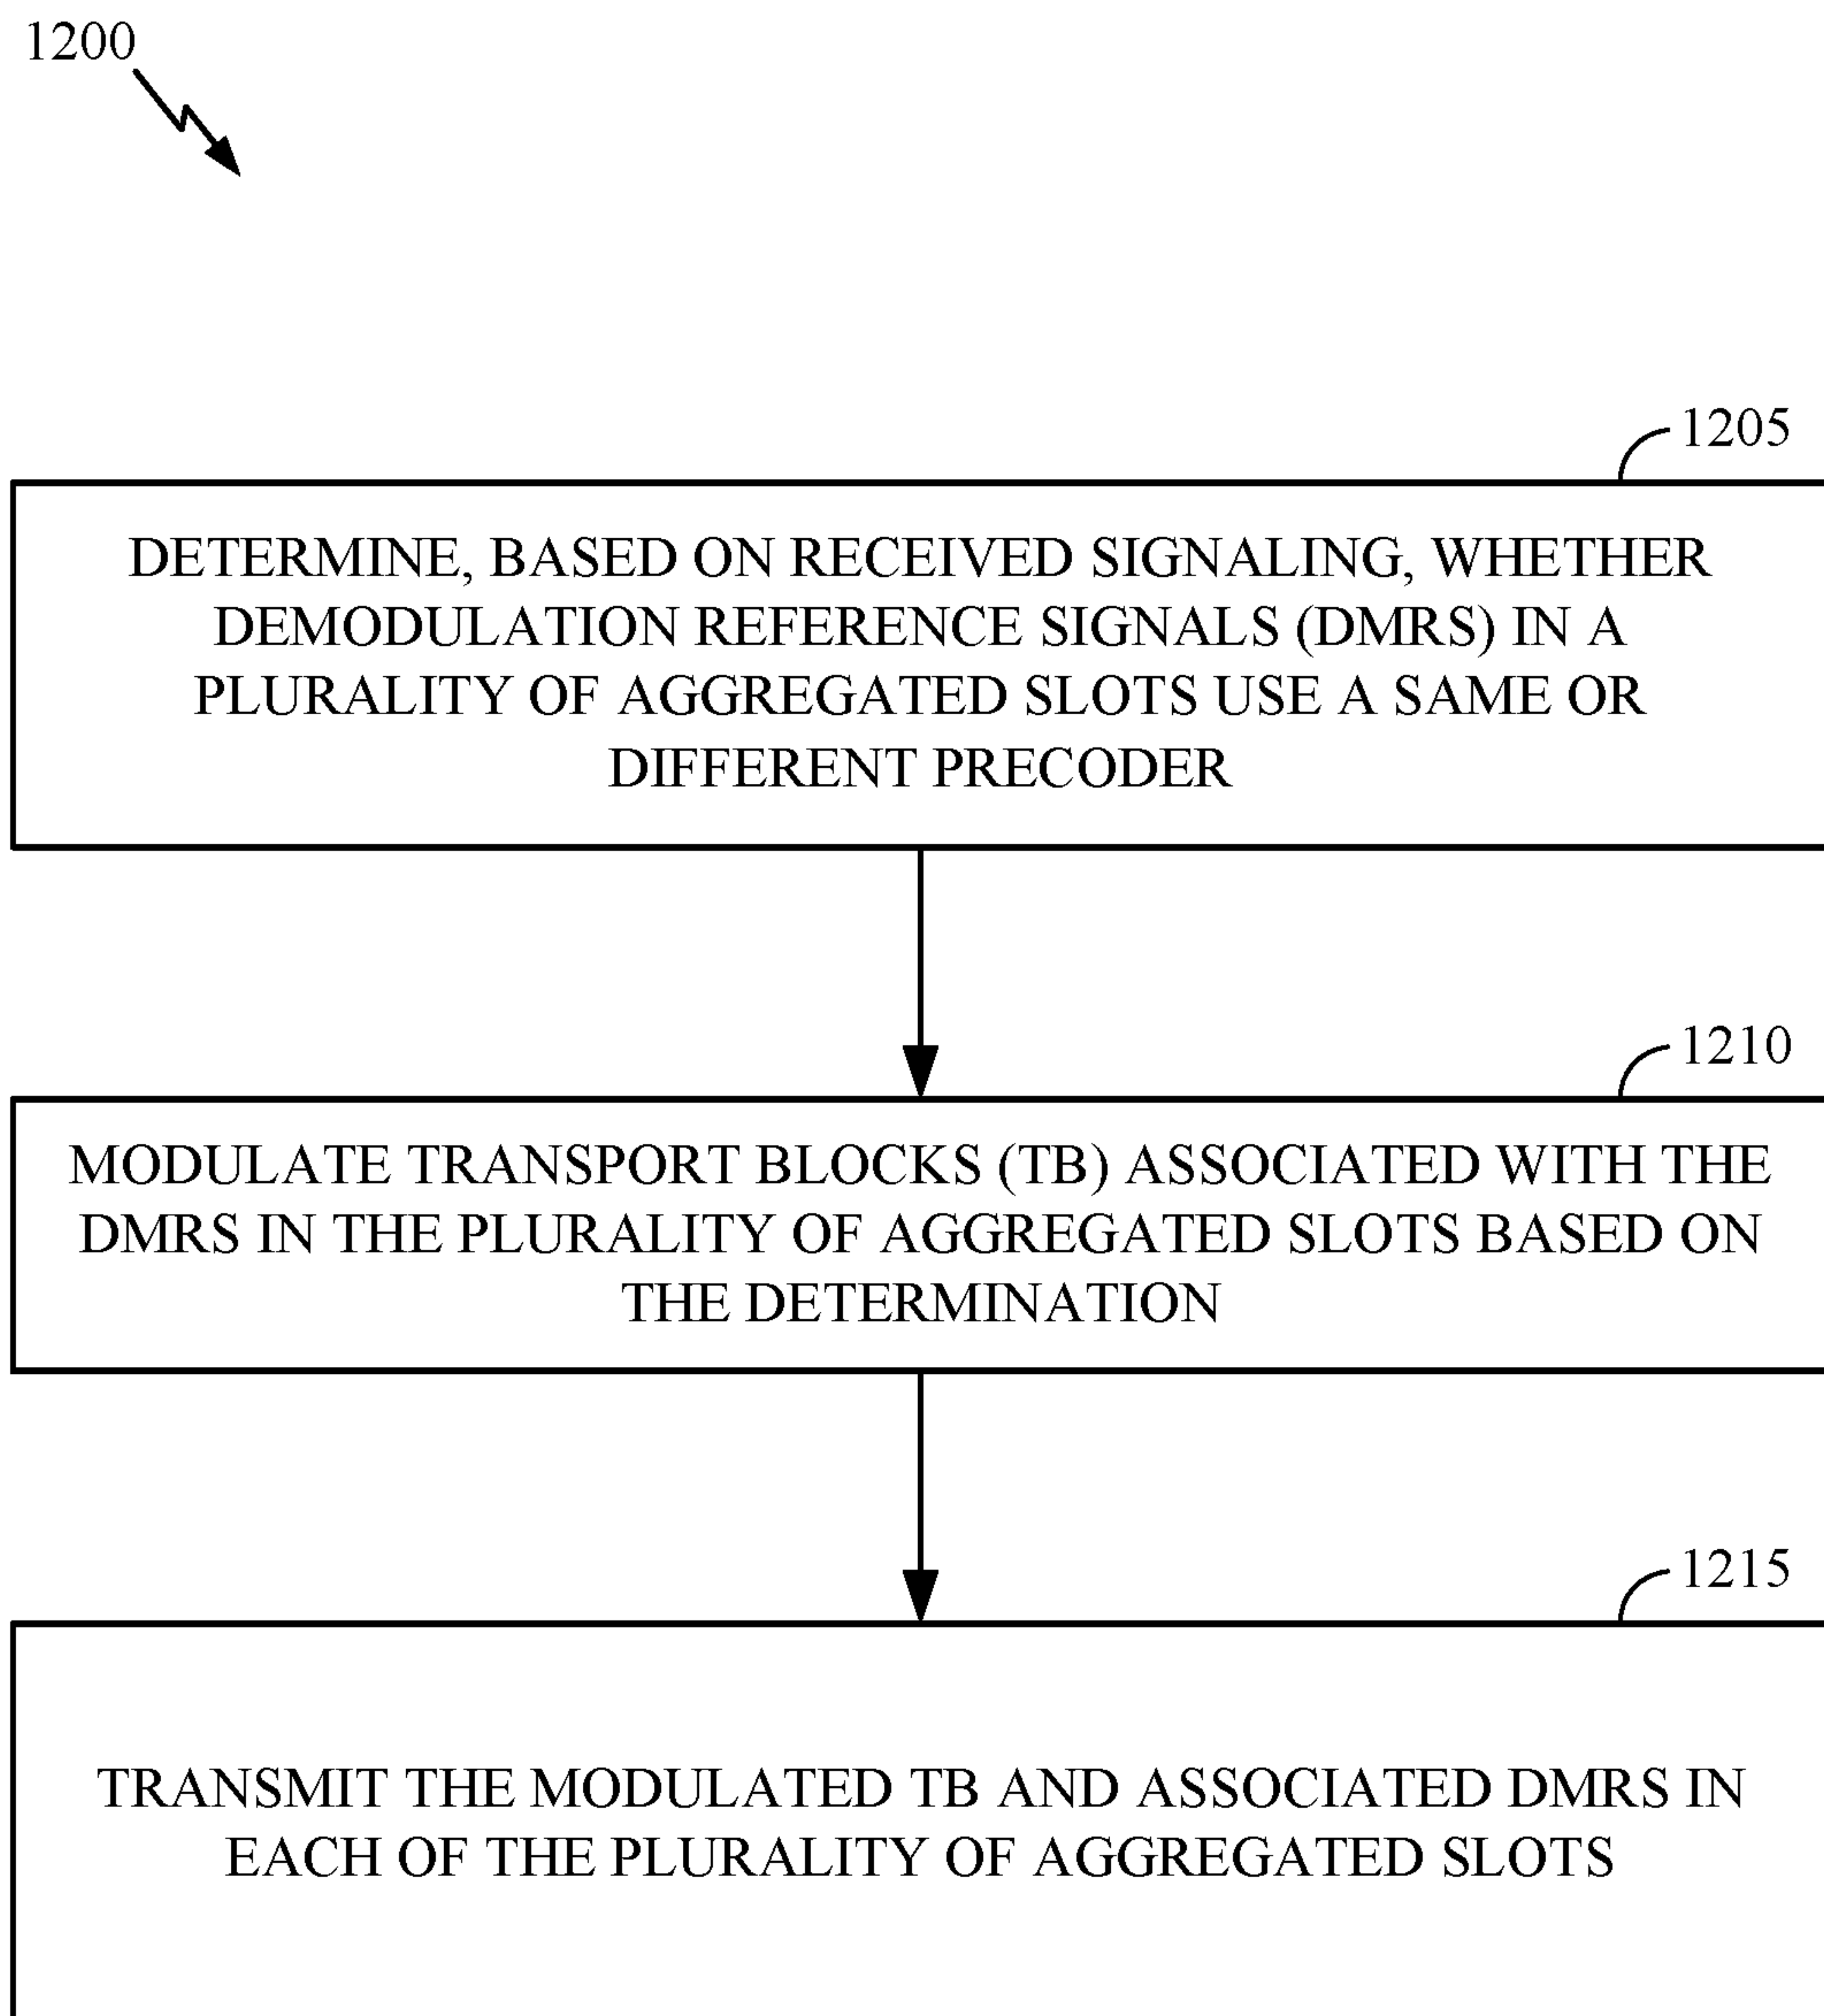 1200
1205
DETERMINE, BASED ON RECEIVED SIGNALING, WHETHER
DEMODULATION REFERENCE SIGNALS (DMRS) IN A
PLURALITY OF AGGREGATED SLOTS USE A SAME OR
DIFFERENT PRECODER
1210
MODULATE TRANSPORT BLOCKS (TB) ASSOCIATED WITH THE
DMRS IN THE PLURALITY OF AGGREGATED SLOTS BASED ON
THE DETERMINATION
1215
TRANSMIT THE MODULATED TB AND ASSOCIATED DMRS IN
EACH OF THE PLURALITY OF AGGREGATED SLOTS